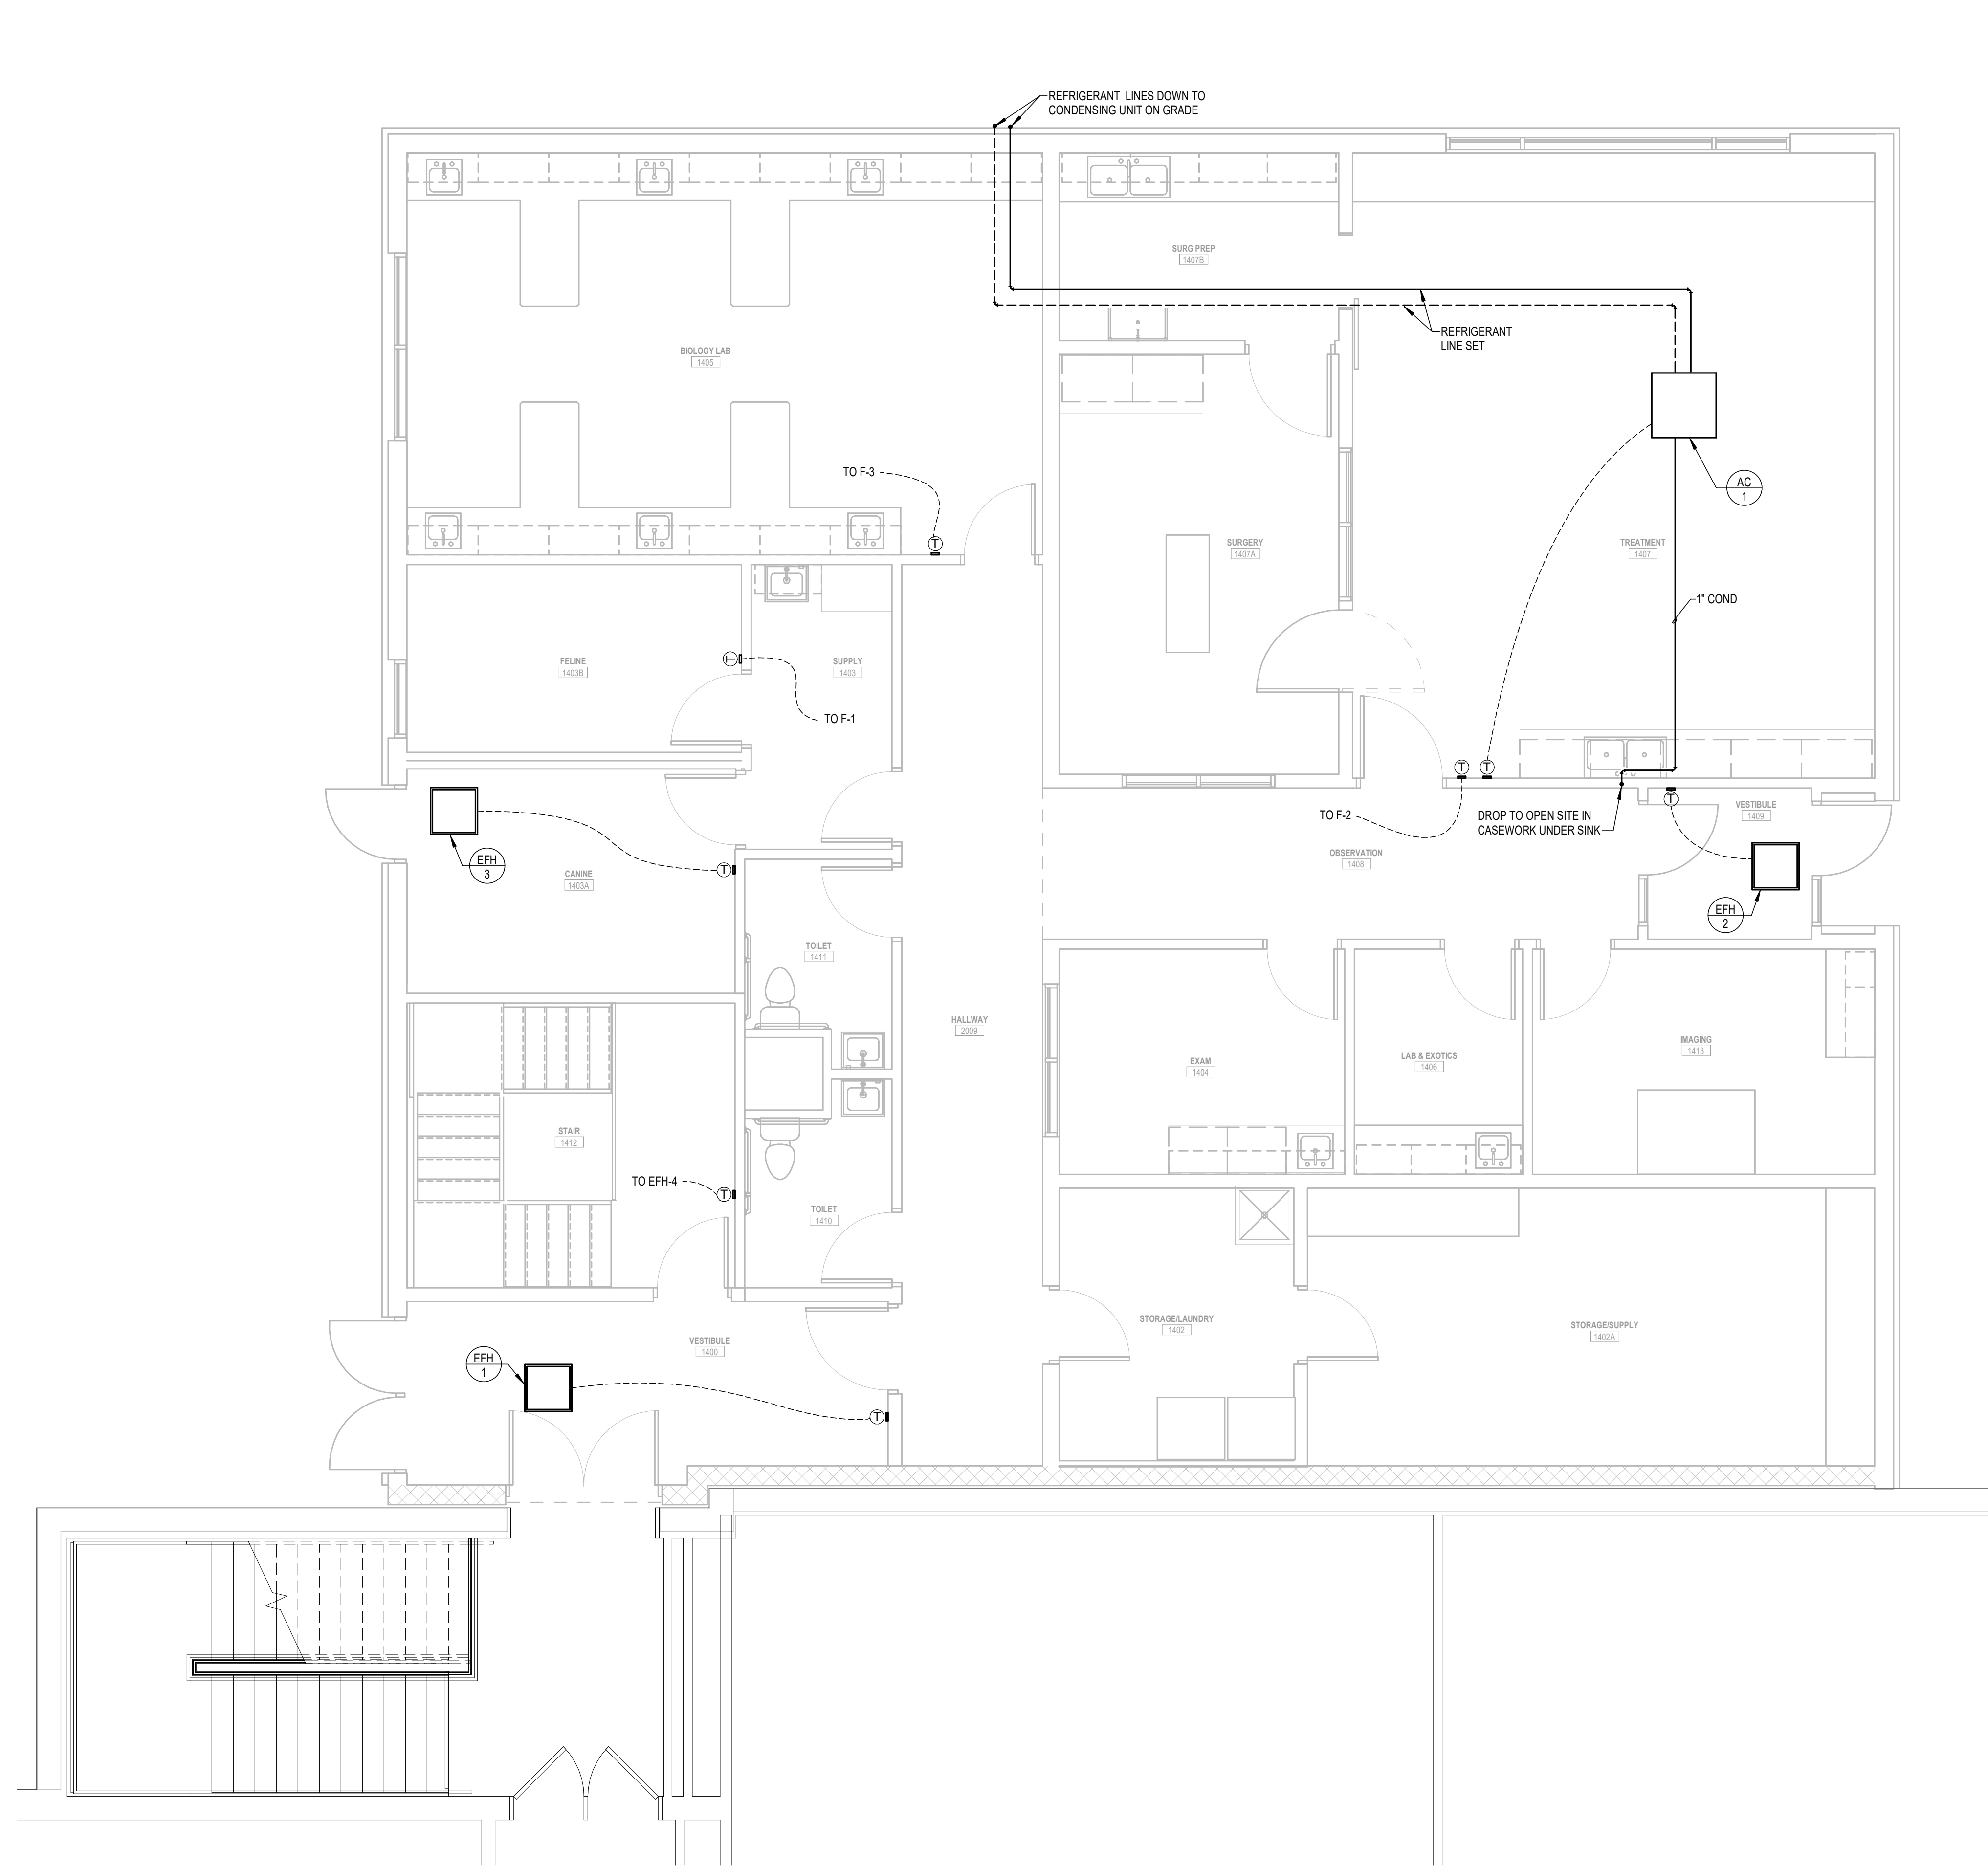 REFRIGERANT LINES DOWN TO
CONDENSING UNIT ON GRADE
SURG PREP
1407B
REFRIGERANT
LINE SET
BIOLOGY LAB
1405
TO F-3
T
AC
1
SURGERY
1407A
TREATMENT
1407
1" COND
FELINE
1403B
T
SUPPLY
1403
TO F-1
T
T
TO F-2
DROP TO OPEN SITE IN
CASEWORK UNDER SINK
T
VESTIBULE
1409
EFH
3
CANINE
1403A
T
OBSERVATION
1408
EFH
2
TOILET
1411
HALLWAY
2009
EXAM
1404
LAB & EXOTICS
1406
IMAGING
1413
STAIR
1412
TO EFH-4
T
TOILET
1410
VESTIBULE
1400
EFH
1
T
STORAGE/LAUNDRY
1402
STORAGE/SUPPLY
1402A